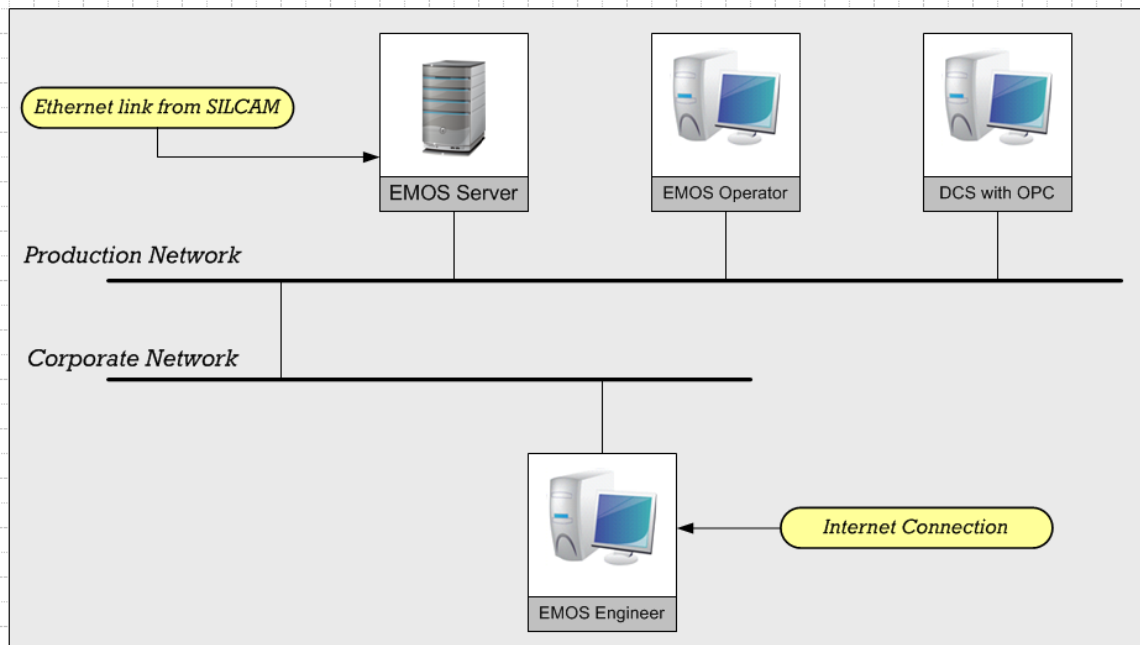 Ethernet link from SILCAM
EMOS Server
EMOS Operator
DCS with OPC
Production Network
Corporate Network
Internet Connection
EMOS Engineer